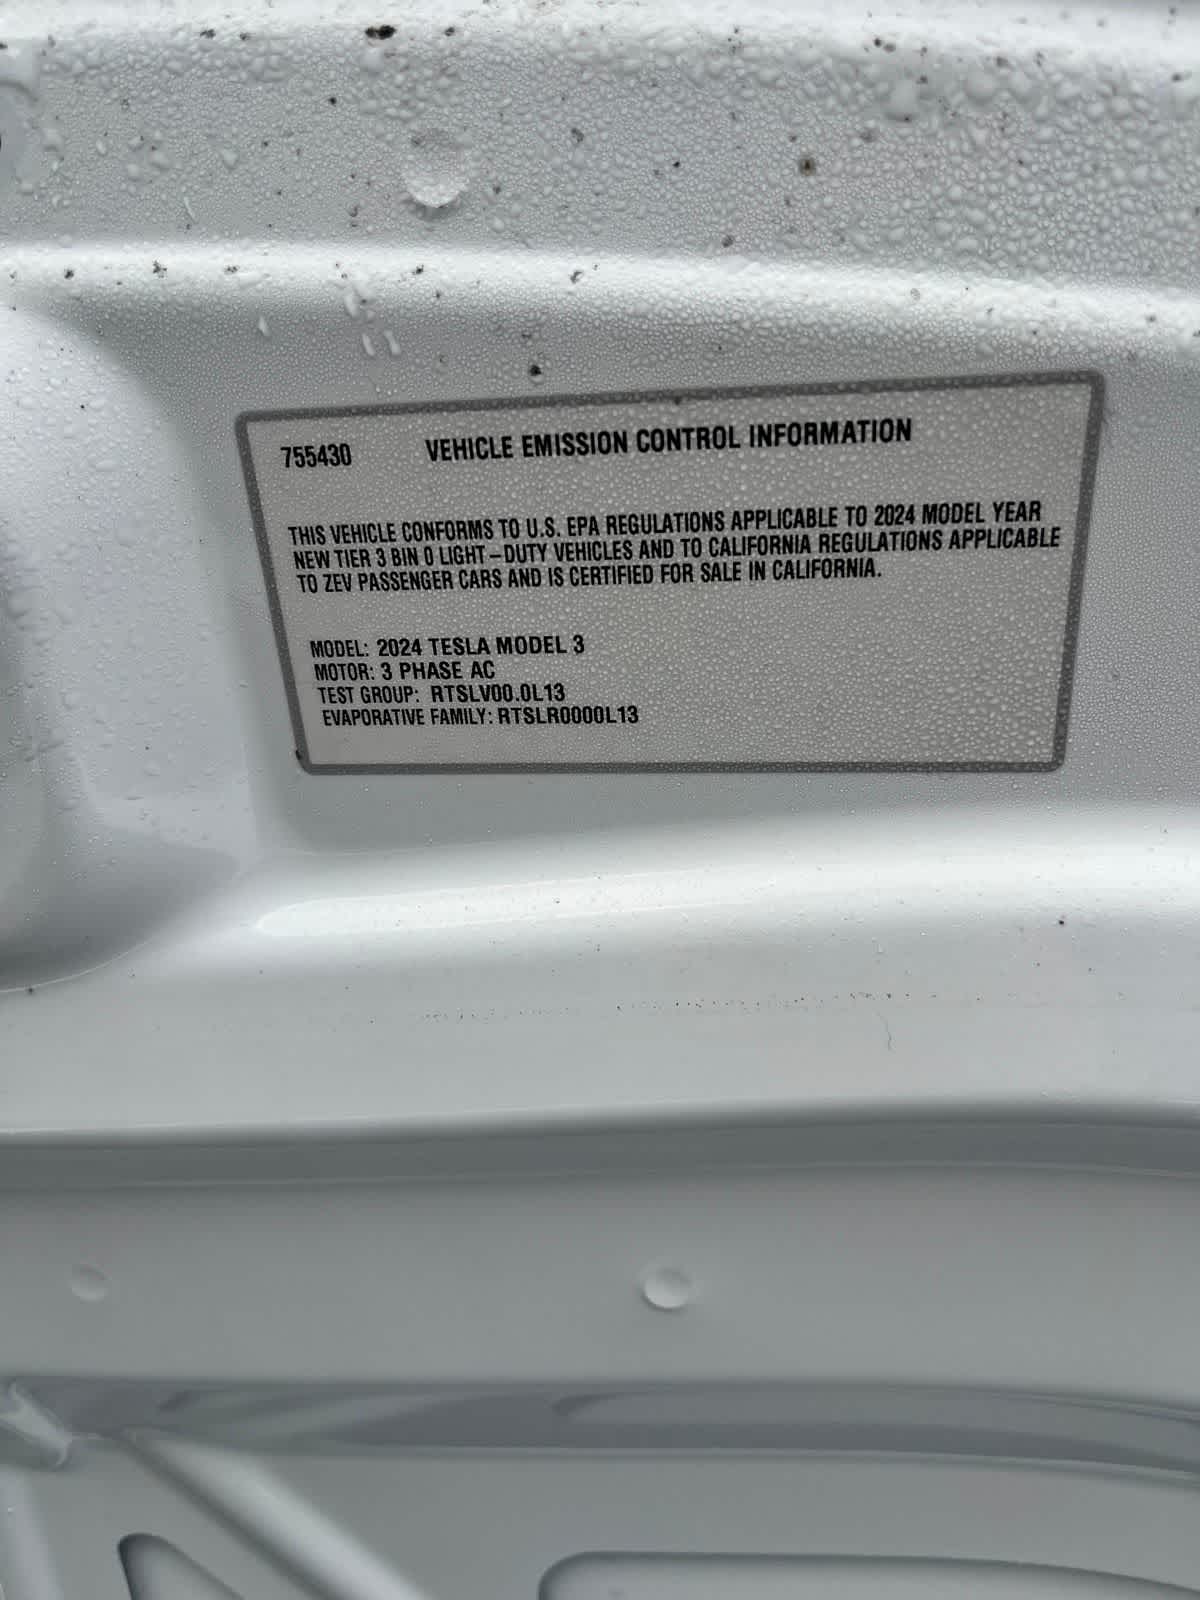 755430 VEHICLE EMISSION CONTROL INFORMATION
THIS VEHICLE CONFORMS TO U.S. EPA REGULATIONS APPLICABLE TO 2024 MODEL YEAR
NEW TIER 3 BIN 0 LIGHT-DUTY VEHICLES AND TO CALIFORNIA REGULATIONS APPLICABLE
TO ZEV PASSENGER CARS AND IS CERTIFIED FOR SALE IN CALIFORNIA.
MODEL: 2024 TESLA MODEL 3
MOTOR: 3 PHASE AC
TEST GROUP: RTSLV00.0L13
EVAPORATIVE FAMILY: RTSLR0000L13